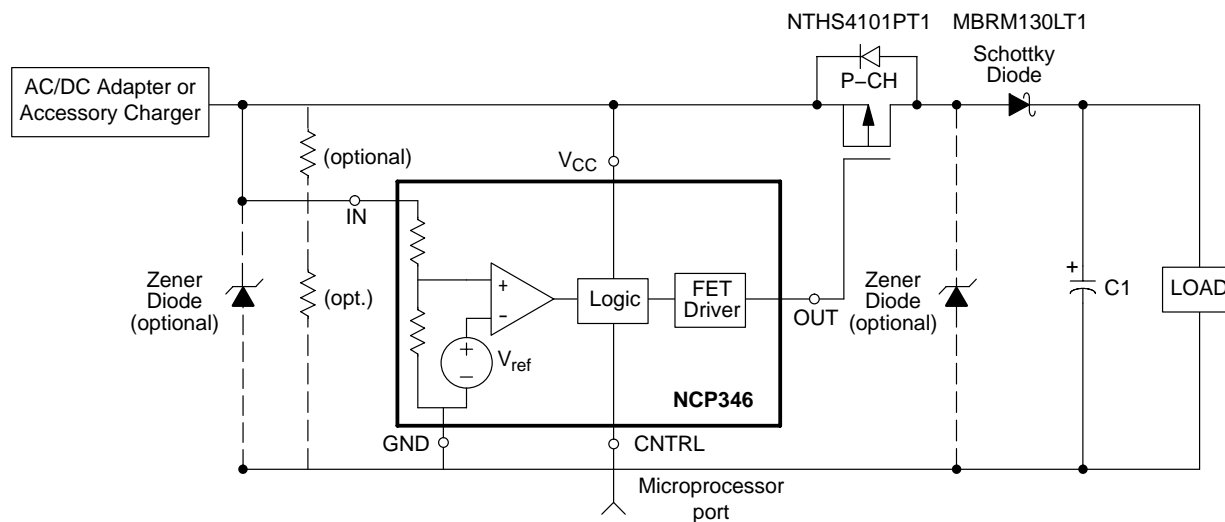 NTHS4101PT1
MBRM130LT1
Schottky
Diode
AC/DC Adapter or
Accessory Charger
P–CH
(optional)
VCC
IN
Zener
Diode
(optional)
(opt.)
+
–
Logic
FET
Driver
OUT
Zener
Diode
(optional)
+
C1
LOAD
+
–
Vref
NCP346
GND
CNTRL
Microprocessor
port